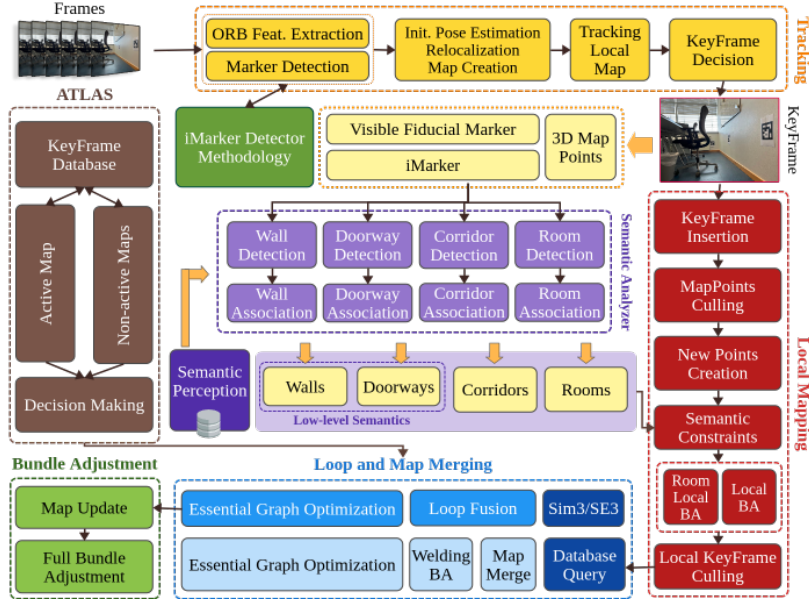 Frames
ORB Feat. Extraction
Marker Detection
Init. Pose Estimation
Relocalization
Map Creation
Tracking
Local
Map
KeyFrame
Decision
Tracking
ATLAS
KeyFrame
Database
Active Map
Non-active Maps
Decision Making
iMarker Detector
Methodology
Visible Fiducial Marker
iMarker
3D Map
Points
KeyFrame
Wall
Detection
Doorway
Detection
Corridor
Detection
Room
Detection
Wall
Association
Doorway
Association
Corridor
Association
Room
Association
Semantic Analyzer
Semantic
Perception
Walls
Doorways
Corridors
Rooms
Low-level Semantics
KeyFrame
Insertion
MapPoints
Culling
New Points
Creation
Semantic
Constraints
Room
Local
BA
Local
BA
Local KeyFrame
Culling
Local Mapping
Bundle Adjustment
Map Update
Full Bundle
Adjustment
Loop and Map Merging
Essential Graph Optimization
Loop Fusion
Sim3/SE3
Essential Graph Optimization
Welding
BA
Map
Merge
Database
Query